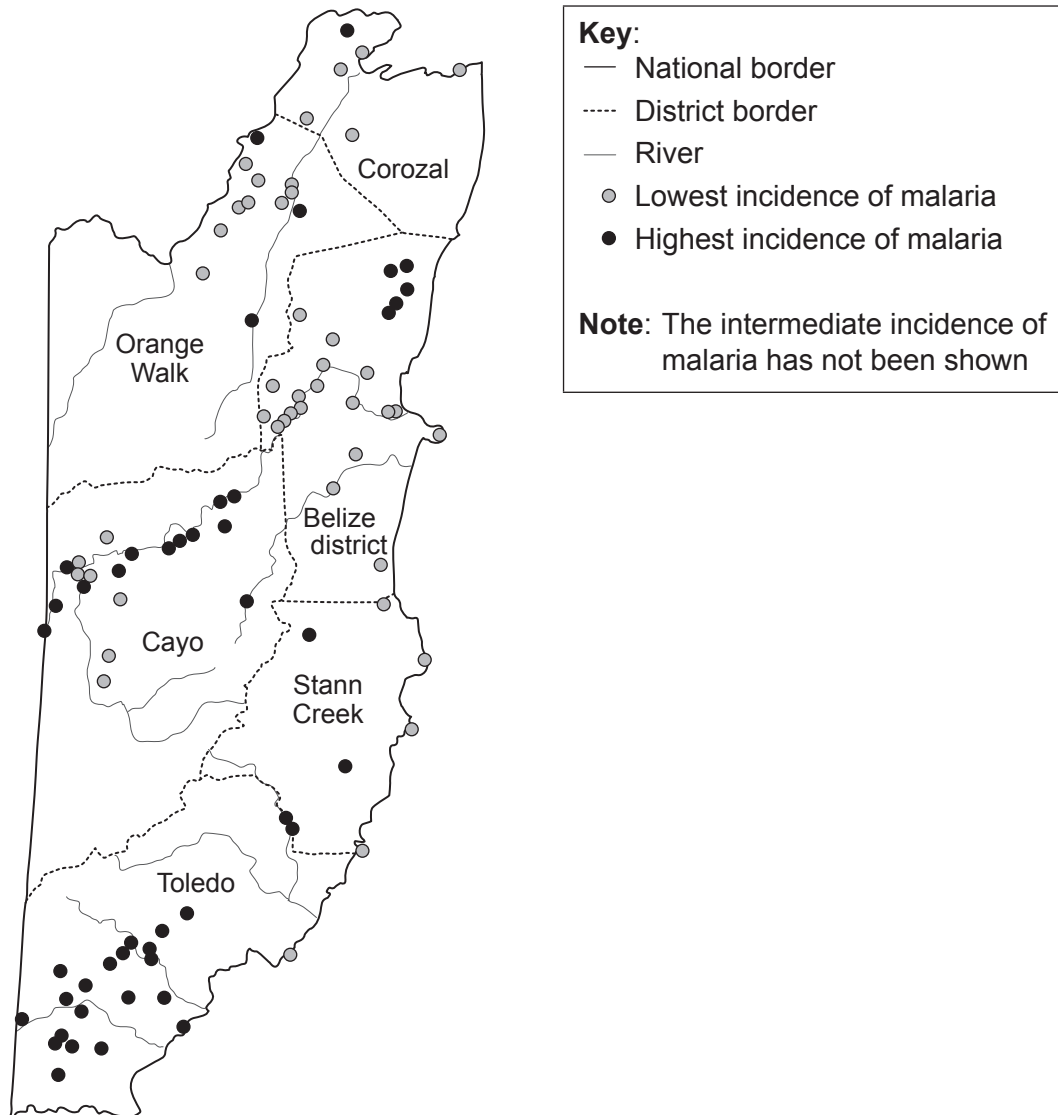 Key:
National border
District border
River
Lowest incidence of malaria
Highest incidence of malaria
Note: The intermediate incidence of
malaria has not been shown
Corozal
Orange
Walk
Belize
district
Cayo
Stann
Creek
Toledo